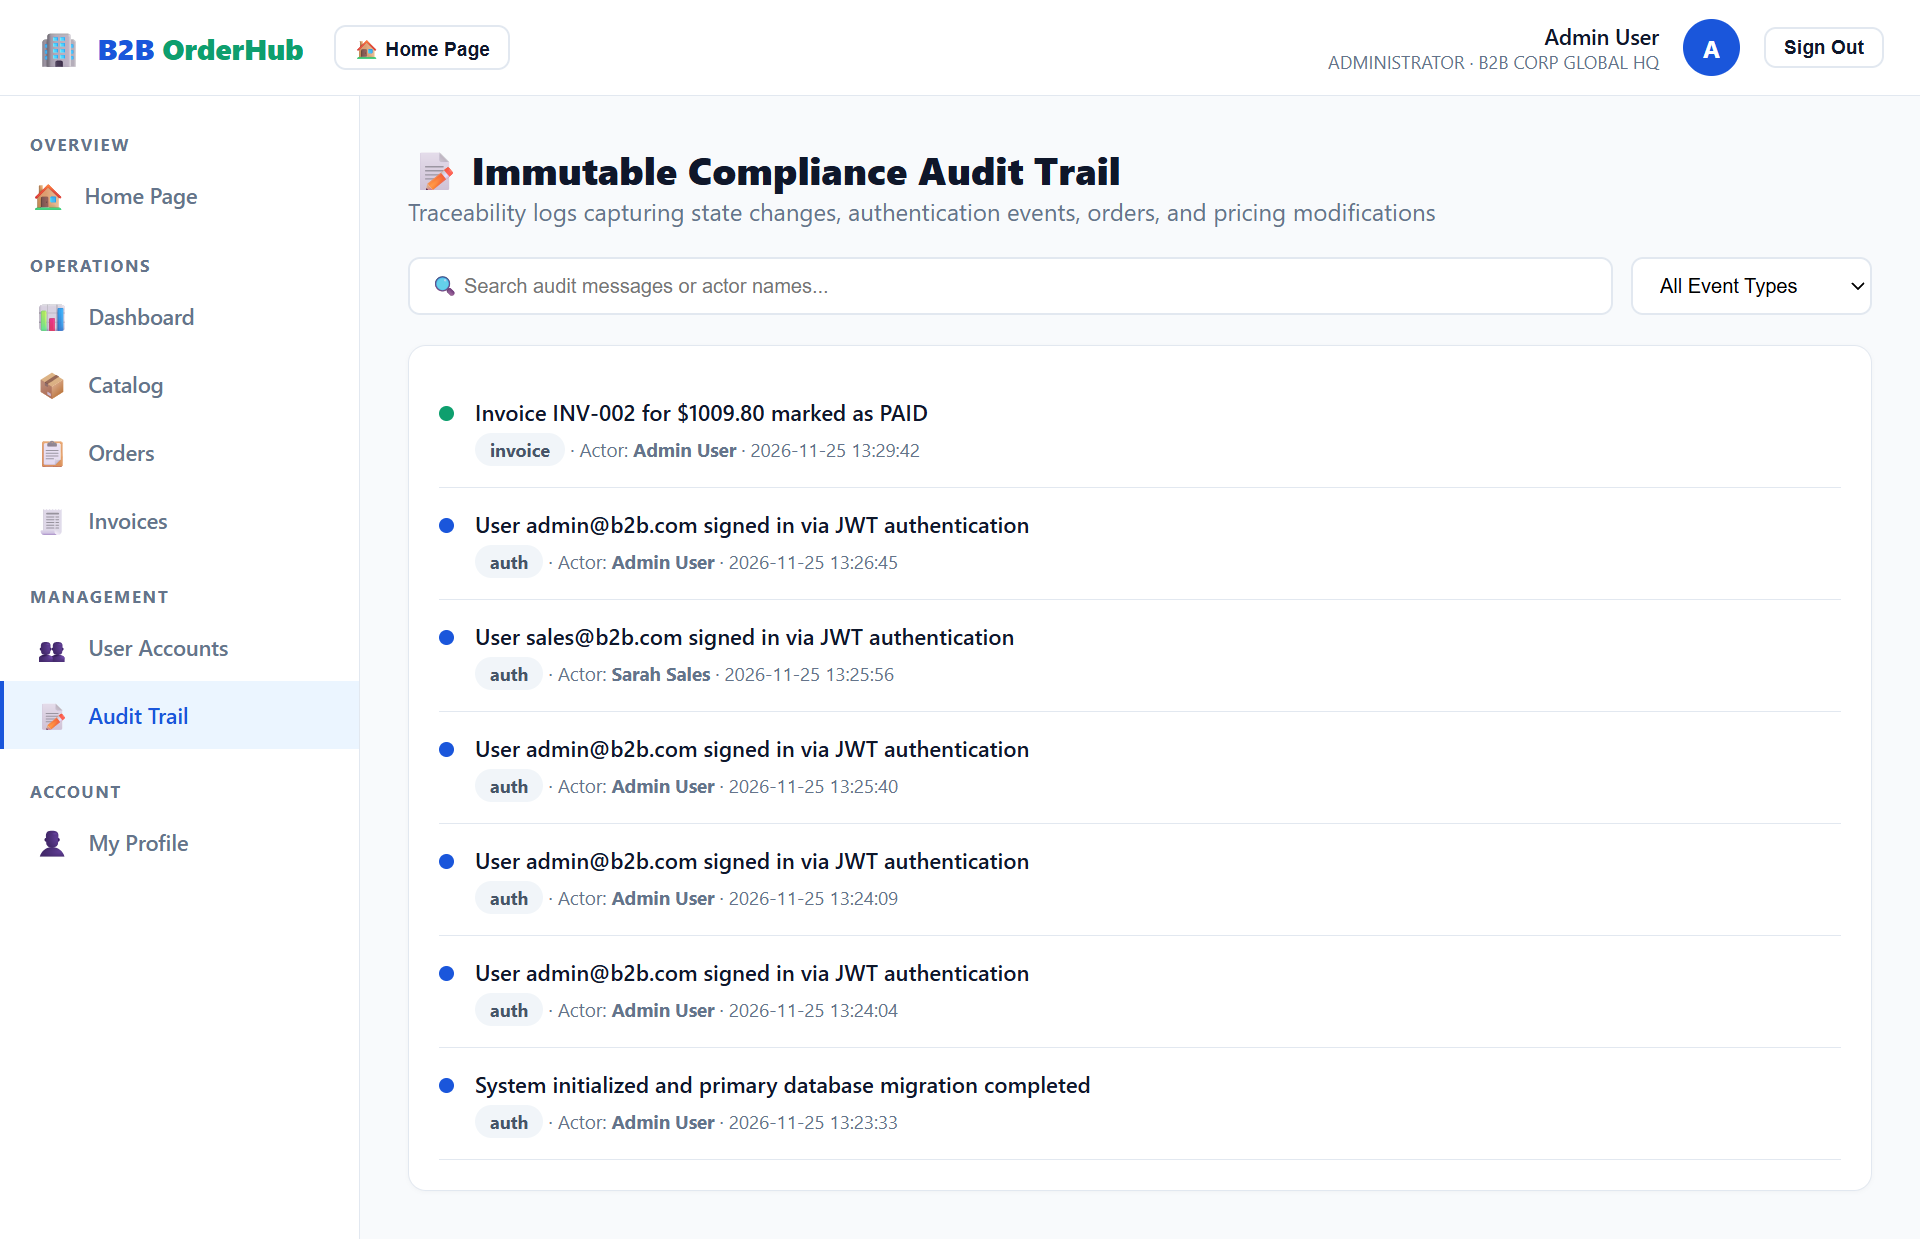 B2B OrderHub
Home Page
Admin User
ADMINISTRATOR · B2B CORP GLOBAL HQ
A
Sign Out
OVERVIEW
Home Page
OPERATIONS
Dashboard
Catalog
Orders
Invoices
MANAGEMENT
User Accounts
Audit Trail
ACCOUNT
My Profile
Immutable Compliance Audit Trail
Traceability logs capturing state changes, authentication events, orders, and pricing modifications
Search audit messages or actor names...
All Event Types
Invoice INV-002 for $1009.80 marked as PAID
invoice · Actor: Admin User · 2026-11-25 13:29:42
User admin@b2b.com signed in via JWT authentication
auth · Actor: Admin User · 2026-11-25 13:26:45
User sales@b2b.com signed in via JWT authentication
auth · Actor: Sarah Sales · 2026-11-25 13:25:56
User admin@b2b.com signed in via JWT authentication
auth · Actor: Admin User · 2026-11-25 13:25:40
User admin@b2b.com signed in via JWT authentication
auth · Actor: Admin User · 2026-11-25 13:24:09
User admin@b2b.com signed in via JWT authentication
auth · Actor: Admin User · 2026-11-25 13:24:04
System initialized and primary database migration completed
auth · Actor: Admin User · 2026-11-25 13:23:33